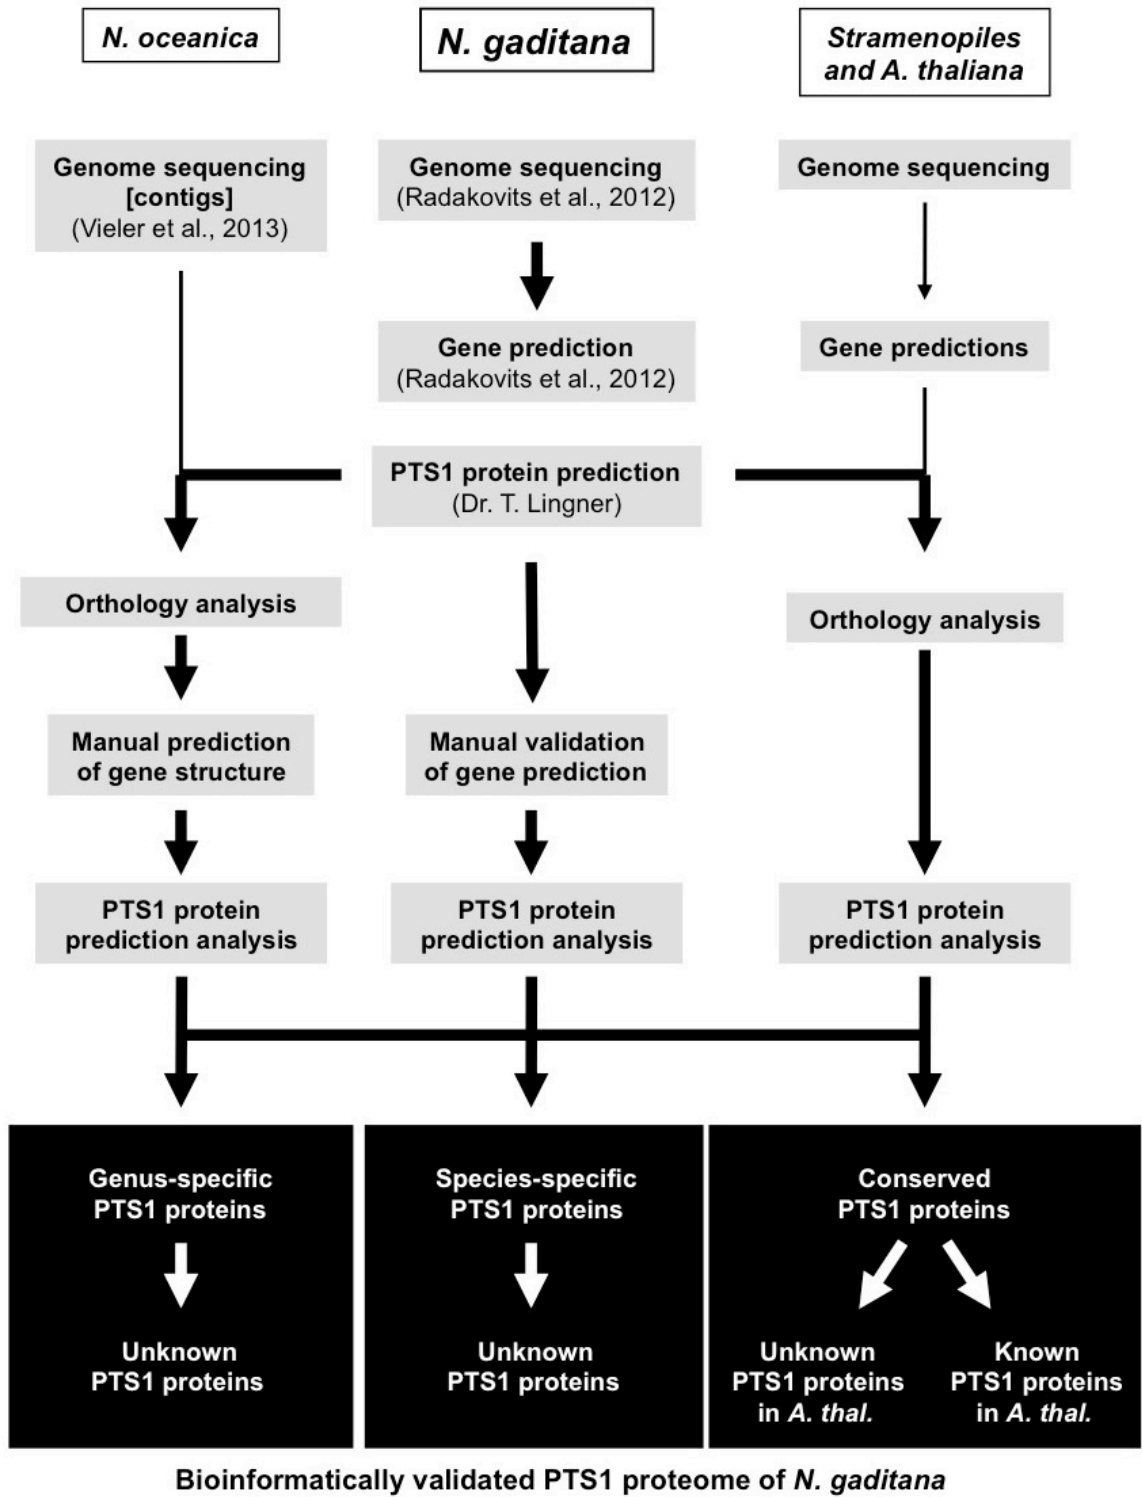 N. oceanica
N. gaditana
Stramenopiles
and A. thaliana
Genome sequencing
[contigs]
(Vieler et al., 2013)
Genome sequencing
(Radakovits et al., 2012)
Genome sequencing
Gene prediction
(Radakovits et al., 2012)
Gene predictions
PTS1 protein prediction
(Dr. T. Lingner)
Orthology analysis
Orthology analysis
Manual prediction
of gene structure
Manual validation
of gene prediction
PTS1 protein
prediction analysis
PTS1 protein
prediction analysis
PTS1 protein
prediction analysis
Genus-specific
PTS1 proteins
Species-specific
PTS1 proteins
Conserved
PTS1 proteins
Unknown
PTS1 proteins
Unknown
PTS1 proteins
Unknown
PTS1 proteins
in A. thal.
Known
PTS1 proteins
in A. thal.
Bioinformatically validated PTS1 proteome of N. gaditana